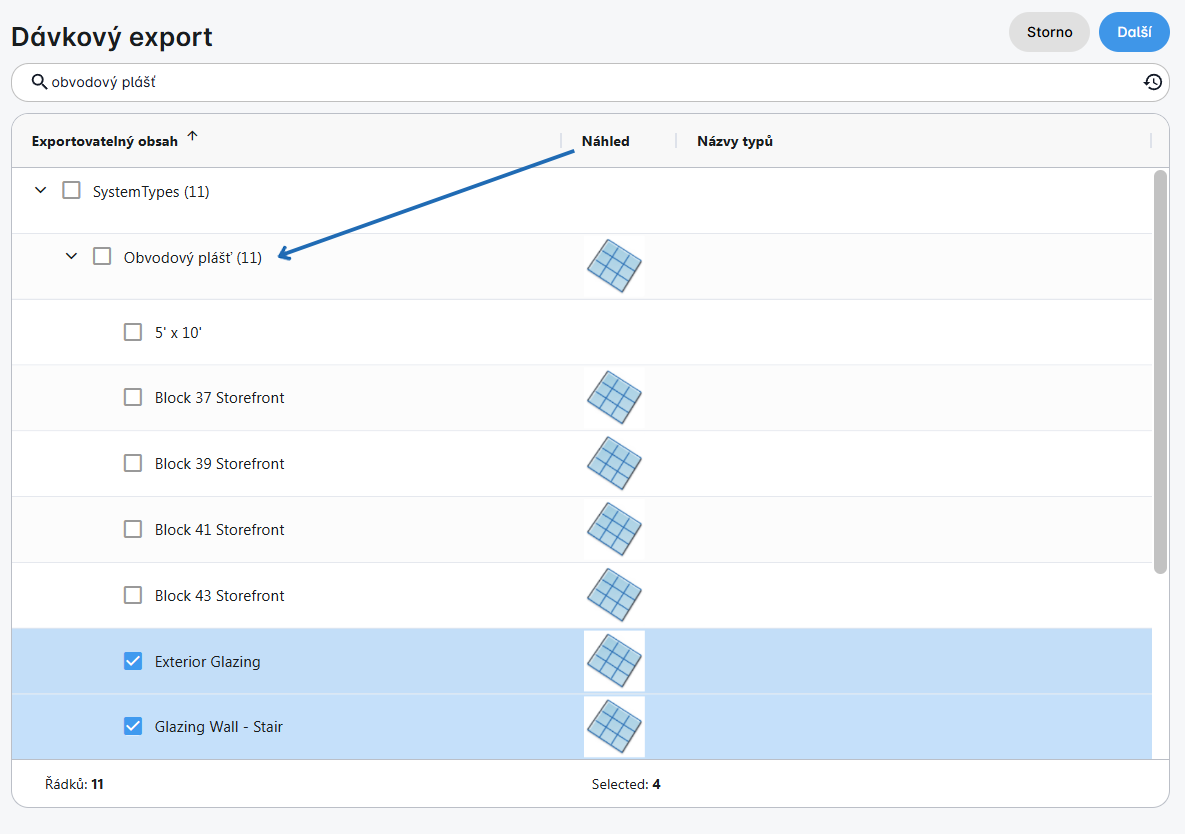 Dávkový export
Storno
Další
obvodový plášť
Exportovatelný obsah
Náhled
Názvy typů
SystemTypes (11)
Obvodový plášť (11)
5' x 10'
Block 37 Storefront
Block 39 Storefront
Block 41 Storefront
Block 43 Storefront
Exterior Glazing
Glazing Wall - Stair
Řádků: 11
Selected: 4